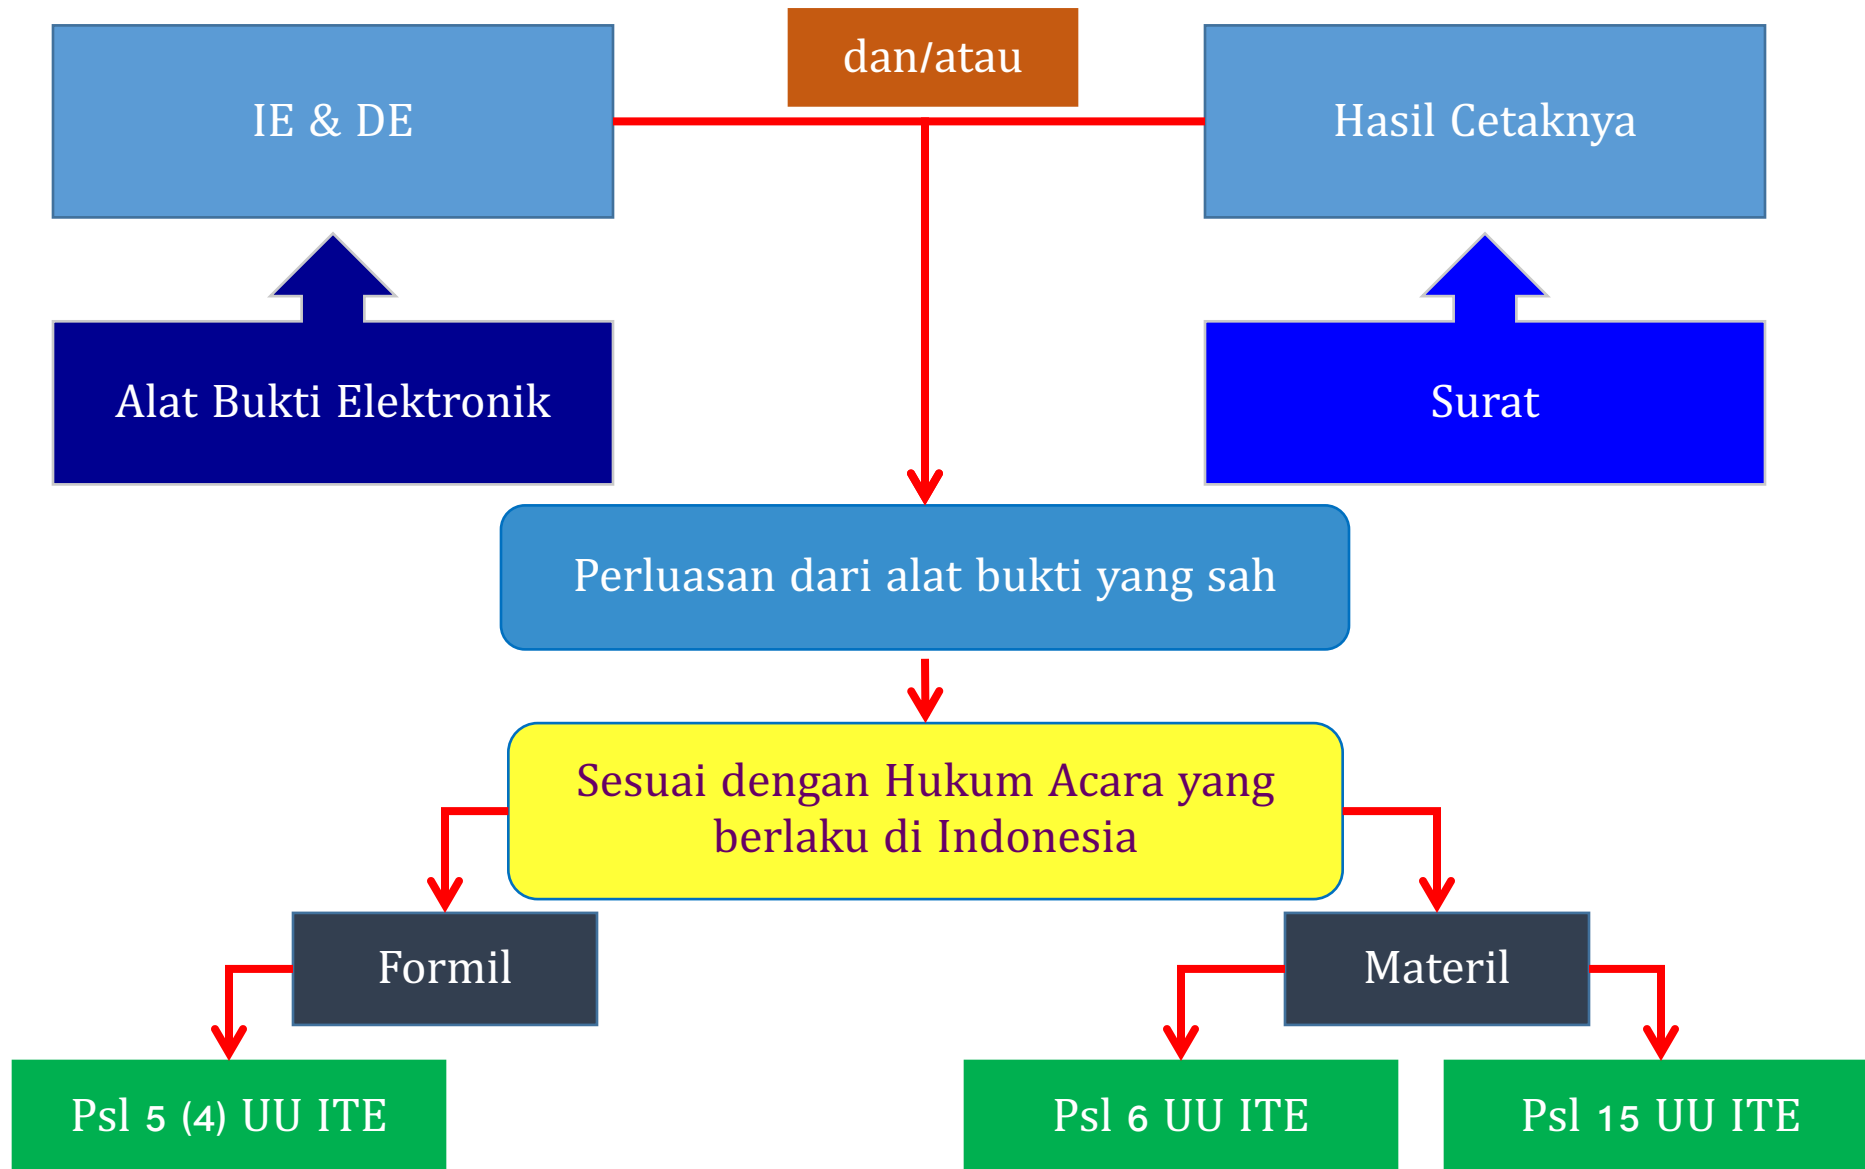 dan/atau
IE & DE
Hasil Cetaknya
Alat Bukti Elektronik
Surat
Perluasan dari alat bukti yang sah
Sesuai dengan Hukum Acara yang
berlaku di Indonesia
Formil
Materil
Psl 5 (4) UU ITE
Psl 6 UU ITE
Psl 15 UU ITE